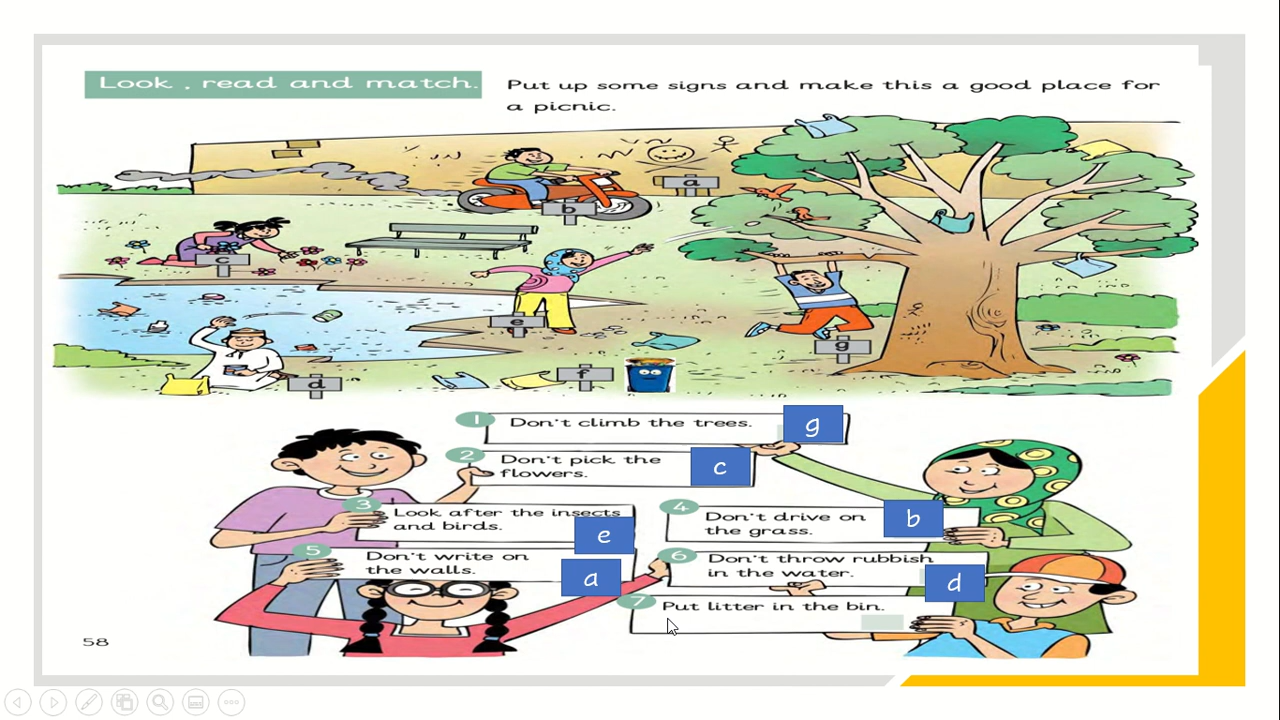 Look , read and match.
Put up some signs and make this a good place for
a picnic.
a
b
c
e
g
d
f
1 Don't climb the trees. g
2 Don't pick the
flowers. c
3 Look after the insects
and birds. e
4 Don't drive on
the grass. b
5 Don't write on
the walls. a
6 Don't throw rubbish
in the water. d
7 Put litter in the bin.
58